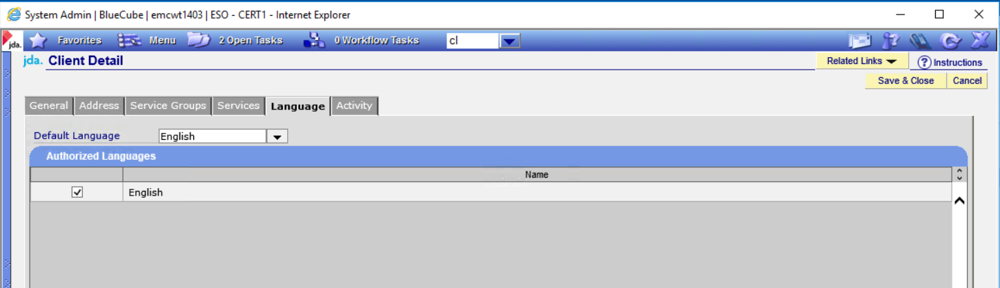 System Admin | BlueCube | emcwt1403 | ESO - CERT1 - Internet Explorer
jda. Favorites Menu 2 Open Tasks 0 Workflow Tasks cl
jda. Client Detail Related Links ? Instructions
Save & Close Cancel
General Address Service Groups Services Language Activity
Default Language English
Authorized Languages
Name
English